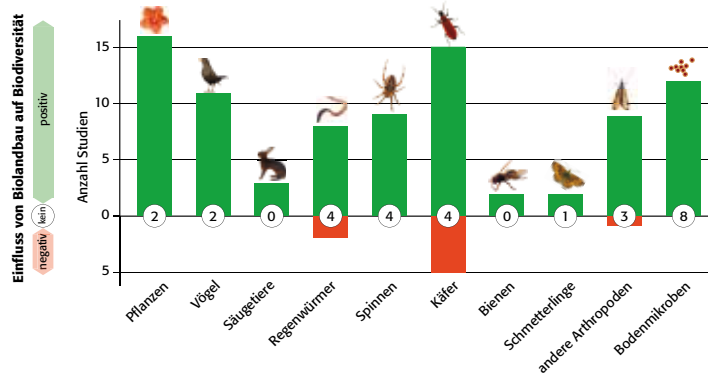 Einfluss von Biolandbau auf Biodiversität
positiv
kein
negativ
Anzahl Studien
15
10
5
0
5
2
2
0
4
4
4
0
1
3
8
Pflanzen
Vögel
Säugetiere
Regenwürmer
Spinnen
Käfer
Bienen
Schmetterlinge
andere Arthropoden
Bodenmikroben